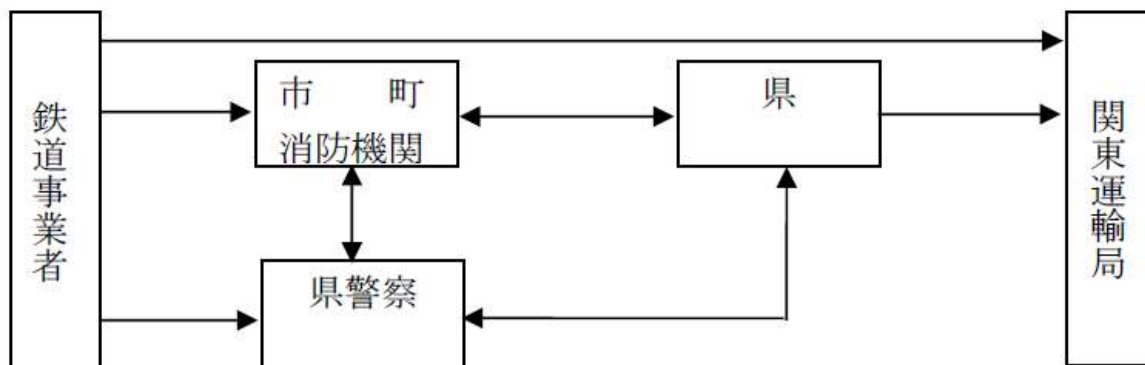 鉄道事業者
市　　町
消防機関
県
県警察
関東運輸局